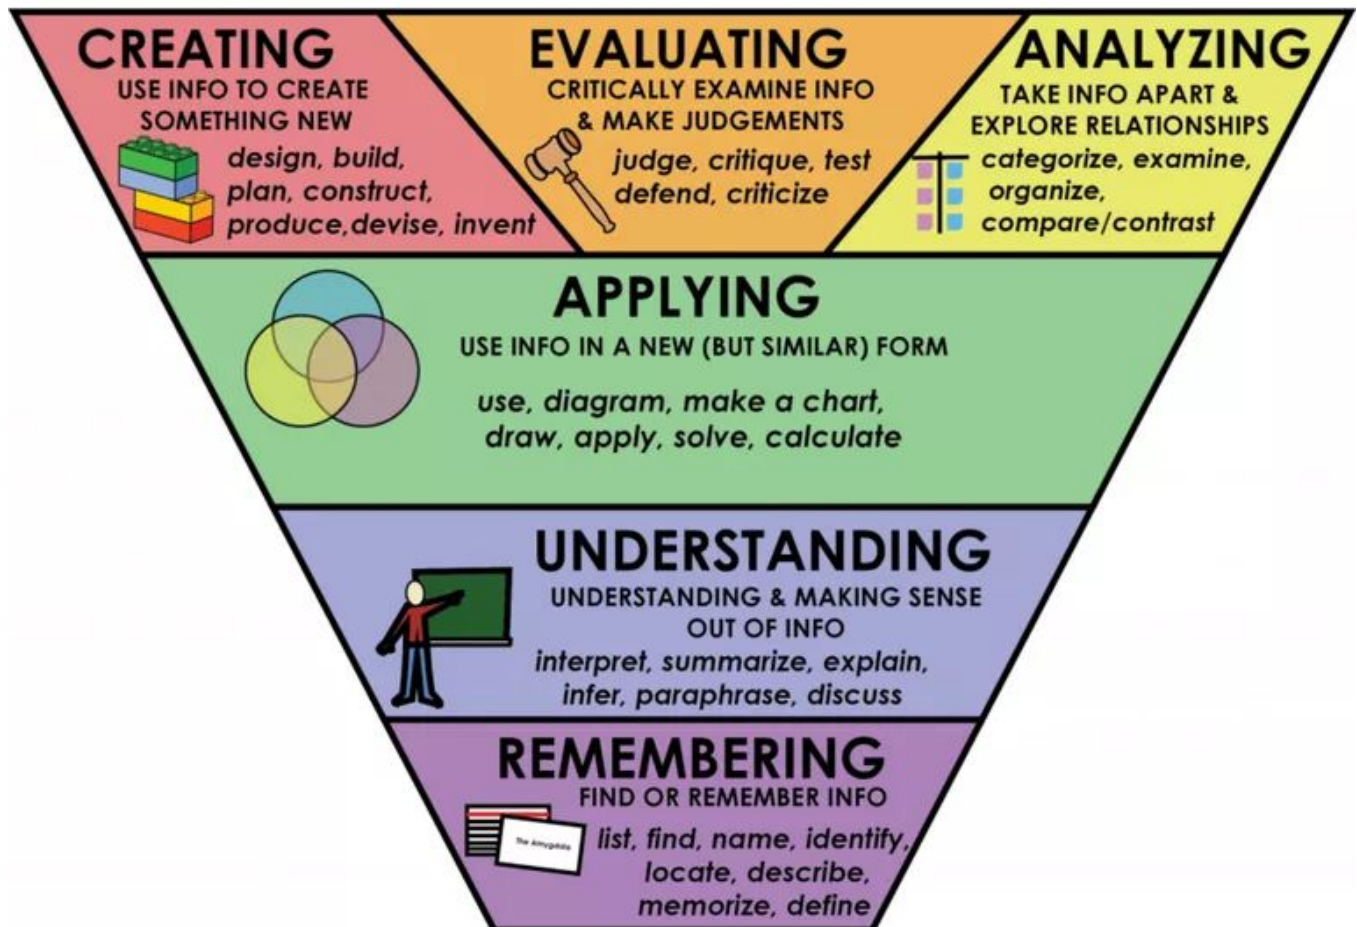 CREATING
USE INFO TO CREATE
SOMETHING NEW
design, build,
plan, construct,
produce,devise, invent
EVALUATING
CRITICALLY EXAMINE INFO
& MAKE JUDGEMENTS
judge, critique, test
defend, criticize
ANALYZING
TAKE INFO APART &
EXPLORE RELATIONSHIPS
categorize, examine,
organize,
compare/contrast
APPLYING
USE INFO IN A NEW (BUT SIMILAR) FORM
use, diagram, make a chart,
draw, apply, solve, calculate
UNDERSTANDING
UNDERSTANDING & MAKING SENSE
OUT OF INFO
interpret, summarize, explain,
infer, paraphrase, discuss
REMEMBERING
FIND OR REMEMBER INFO
The Amygdala
list, find, name, identify,
locate, describe,
memorize, define